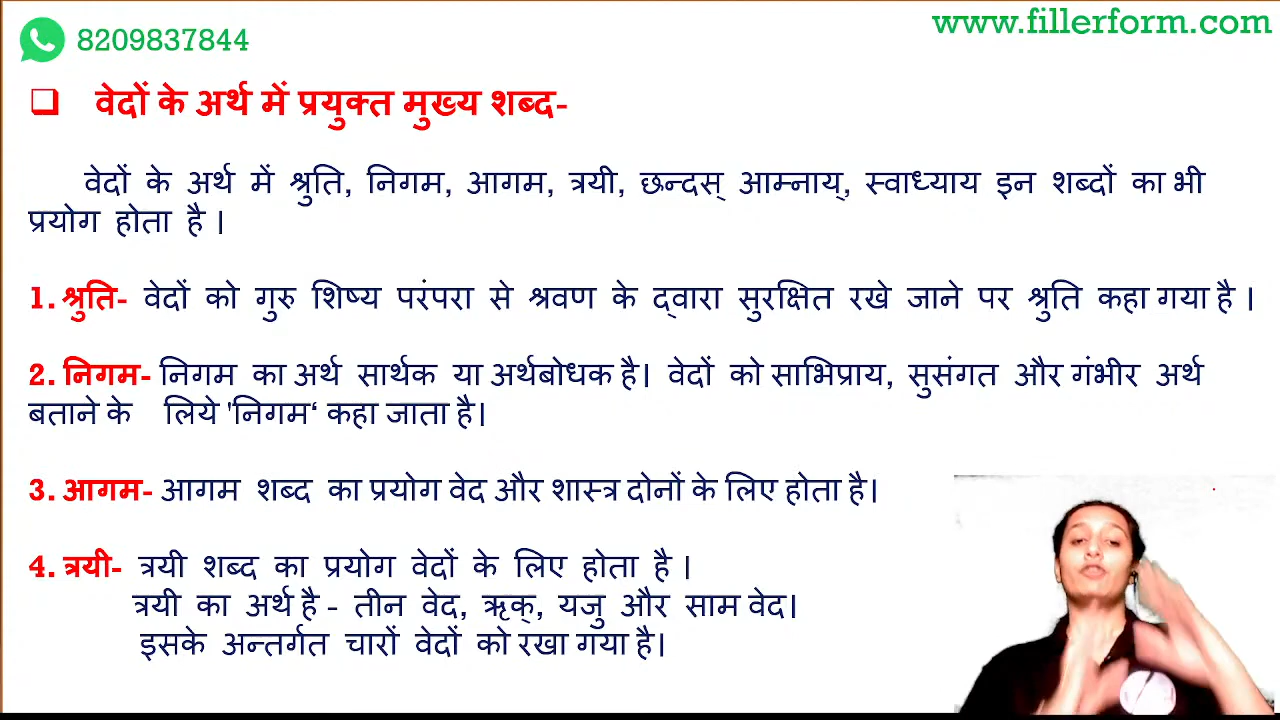 8209837844
www.fillerform.com
❑ वेदों के अर्थ में प्रयुक्त मुख्य शब्द-
वेदों के अर्थ में श्रुति, निगम, आगम, त्रयी, छन्दस् आम्नाय्, स्वाध्याय इन शब्दों का भी
प्रयोग होता है ।
1. श्रुति- वेदों को गुरु शिष्य परंपरा से श्रवण के द्वारा सुरक्षित रखे जाने पर श्रुति कहा गया है ।
2. निगम- निगम का अर्थ सार्थक या अर्थबोधक है। वेदों को साभिप्राय, सुसंगत और गंभीर अर्थ
बताने के लिये 'निगम‘ कहा जाता है।
3. आगम- आगम शब्द का प्रयोग वेद और शास्त्र दोनों के लिए होता है।
4. त्रयी- त्रयी शब्द का प्रयोग वेदों के लिए होता है ।
त्रयी का अर्थ है - तीन वेद, ऋक्, यजु और साम वेद।
इसके अन्तर्गत चारों वेदों को रखा गया है।